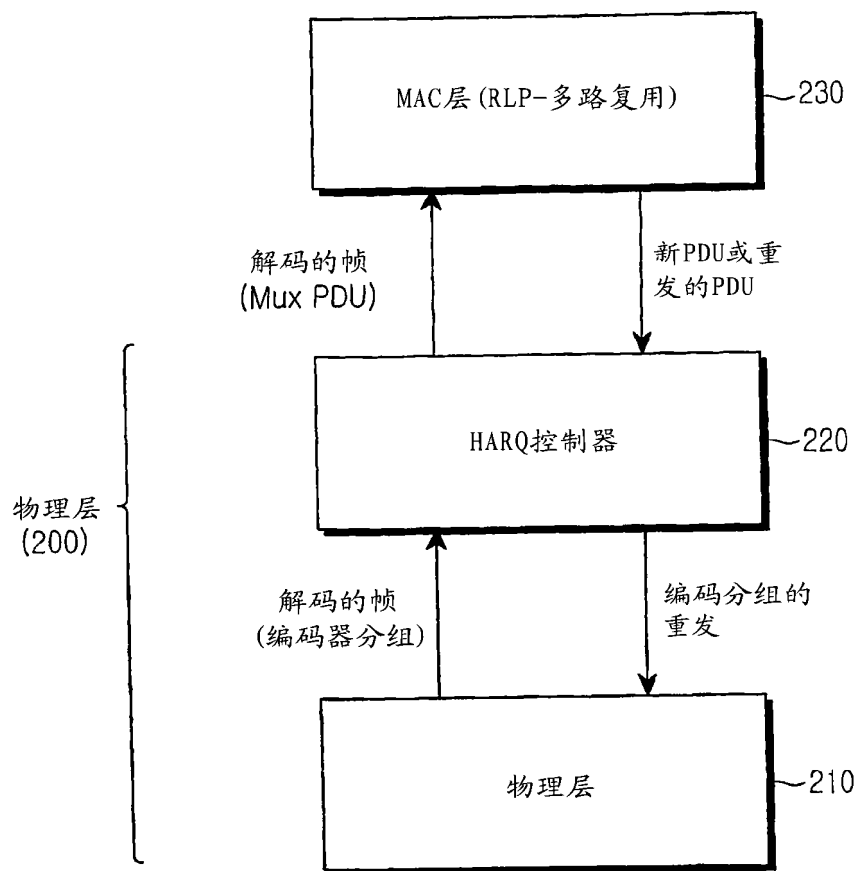 MAC层(RLP-多路复用)
230
解码的帧
(Mux PDU)
新PDU或重
发的PDU
HARQ控制器
220
物理层
(200)
解码的帧
(编码器分组)
编码分组的
重发
物理层
210